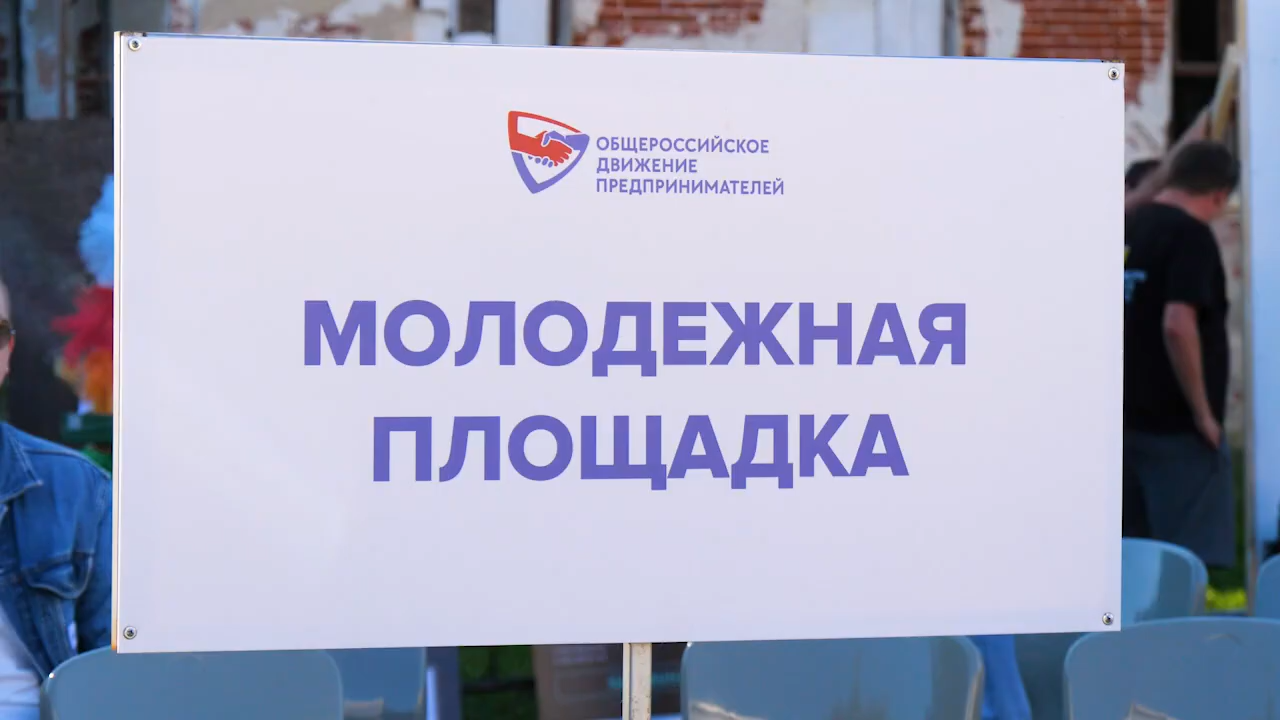 ОБЩЕРОССИЙСКОЕ
ДВИЖЕНИЕ
ПРЕДПРИНИМАТЕЛЕЙ
МОЛОДЕЖНАЯ
ПЛОЩАДКА